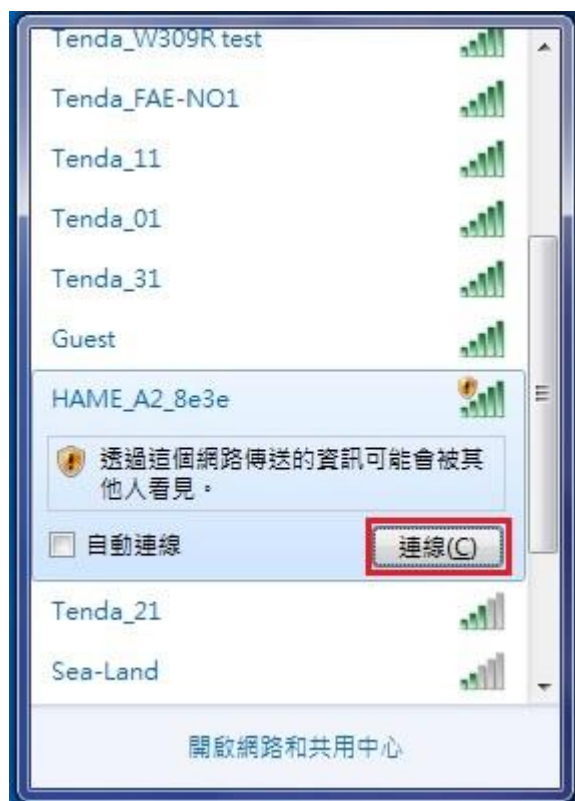 Tenda_W309R test
Tenda_FAE-NO1
Tenda_11
Tenda_01
Tenda_31
Guest
HAME_A2_8e3e
透過這個網路傳送的資訊可能會被其
他人看見。
自動連線
連線(C)
Tenda_21
Sea-Land
開啟網路和共用中心